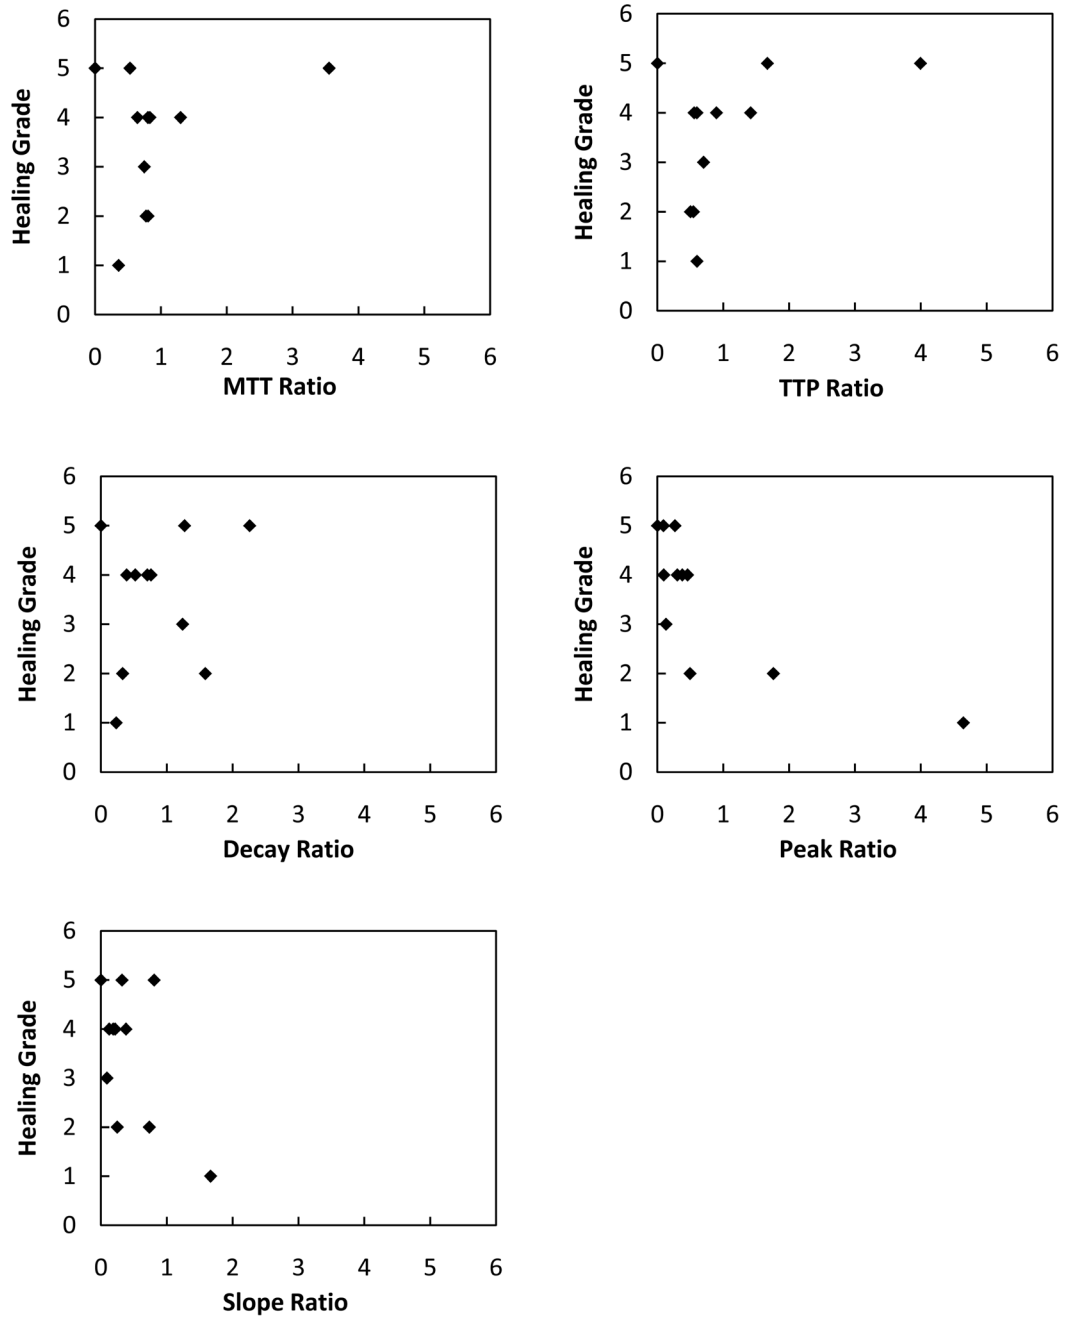 6
5
4
3
2
1
0
Healing Grade
0 1 2 3 4 5 6
MTT Ratio
6
5
4
3
2
1
0
Healing Grade
0 1 2 3 4 5 6
TTP Ratio
6
5
4
3
2
1
0
Healing Grade
0 1 2 3 4 5 6
Decay Ratio
6
5
4
3
2
1
0
Healing Grade
0 1 2 3 4 5 6
Peak Ratio
6
5
4
3
2
1
0
Healing Grade
0 1 2 3 4 5 6
Slope Ratio